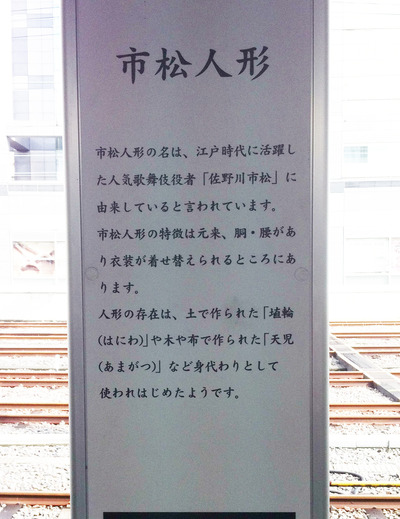 市松人形
市松人形の名は、江戸時代に活躍し
た人気歌舞伎役者「佐野川市松」に
由来していると言われています。
市松人形の特徴は元来、胴・腰があ
り衣装が着せ替えられるところにあ
ります。
人形の存在は、土で作られた「埴輪
(はにわ)」や木や布で作られた「天児
(あまがつ)」など身代わりとして
使われはじめたようです。